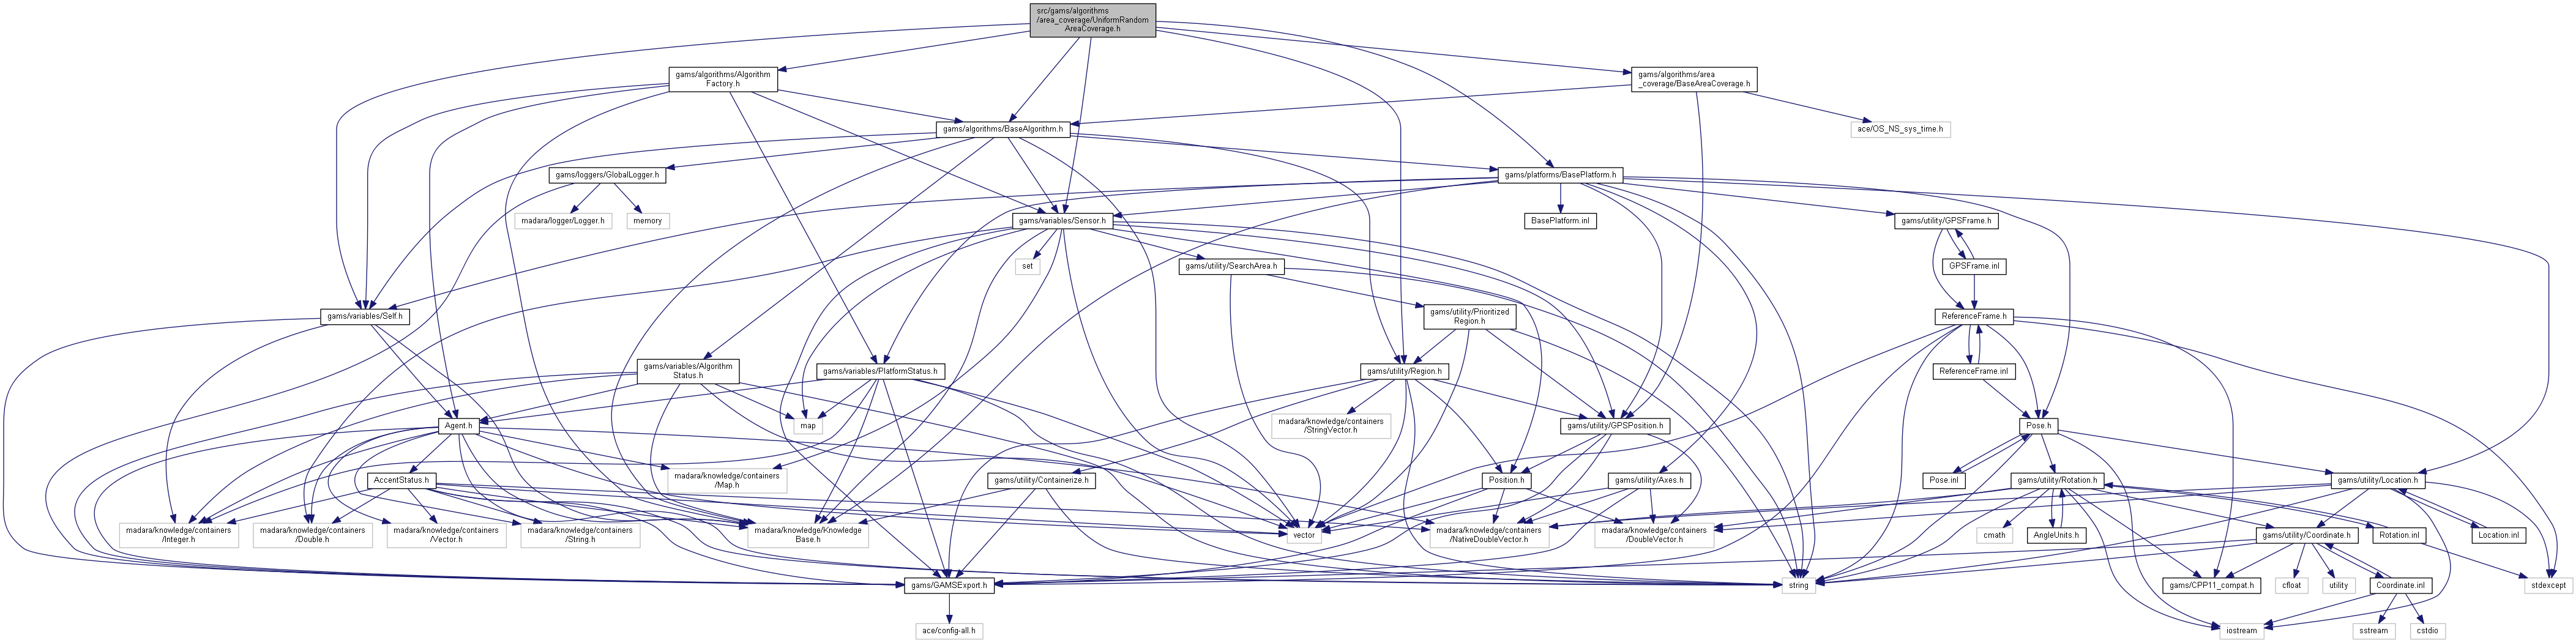 src/gams/algorithms
/area_coverage/UniformRandom
AreaCoverage.h
gams/algorithms/Algorithm
Factory.h
gams/algorithms/area
_coverage/BaseAreaCoverage.h
gams/algorithms/BaseAlgorithm.h
ace/OS_NS_sys_time.h
gams/loggers/GlobalLogger.h
gams/platforms/BasePlatform.h
madara/logger/Logger.h
memory
gams/variables/Sensor.h
BasePlatform.inl
gams/utility/GPSFrame.h
set
gams/utility/SearchArea.h
GPSFrame.inl
gams/variables/Self.h
gams/utility/Prioritized
Region.h
ReferenceFrame.h
gams/variables/Algorithm
Status.h
gams/variables/PlatformStatus.h
gams/utility/Region.h
ReferenceFrame.inl
Agent.h
map
madara/knowledge/containers
/StringVector.h
gams/utility/GPSPosition.h
Pose.h
AccentStatus.h
madara/knowledge/containers
/Map.h
gams/utility/Containerize.h
Position.h
gams/utility/Axes.h
Pose.inl
gams/utility/Rotation.h
gams/utility/Location.h
madara/knowledge/containers
/Integer.h
madara/knowledge/containers
/Double.h
madara/knowledge/containers
/Vector.h
madara/knowledge/containers
/String.h
madara/knowledge/Knowledge
Base.h
vector
madara/knowledge/containers
/NativeDoubleVector.h
madara/knowledge/containers
/DoubleVector.h
cmath
AngleUnits.h
gams/utility/Coordinate.h
Rotation.inl
Location.inl
gams/GAMSExport.h
string
gams/CPP11_compat.h
cfloat
utility
Coordinate.inl
stdexcept
ace/config-all.h
iostream
sstream
cstdio